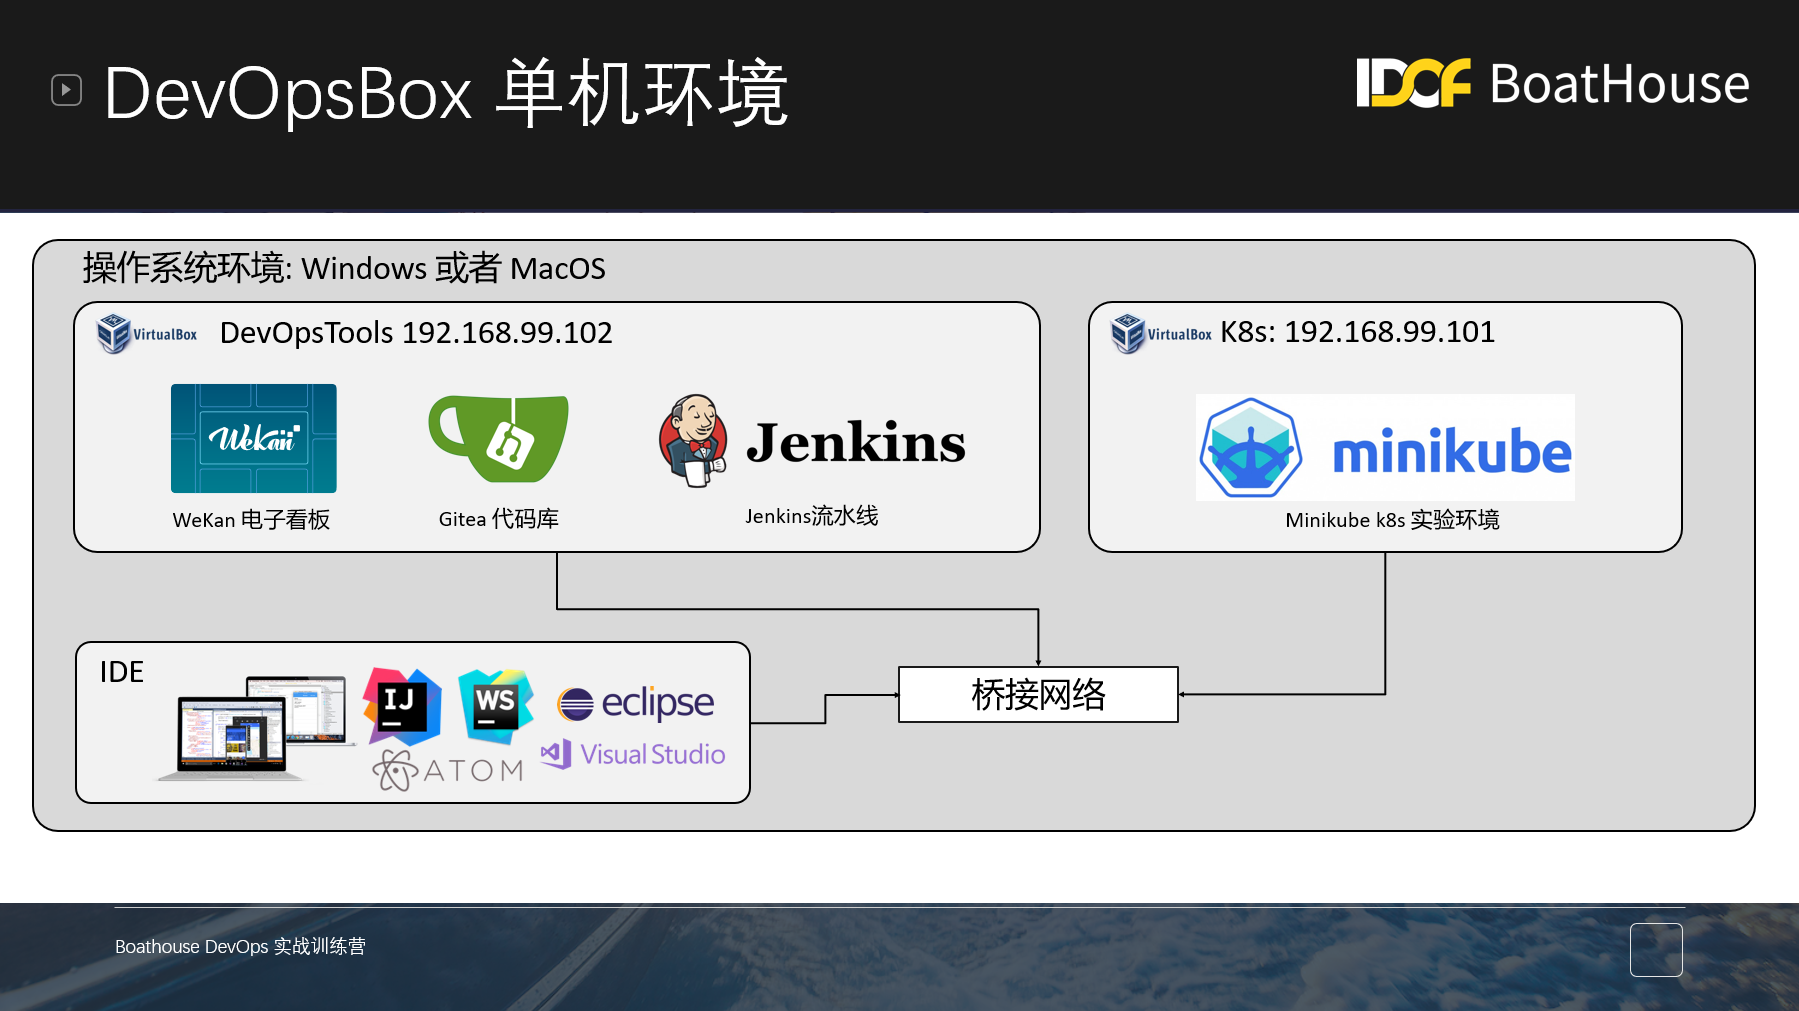 DevOpsBox 单机环境
IDCF BoatHouse
操作系统环境: Windows 或者 MacOS
VirtualBox
DevOpsTools 192.168.99.102
VirtualBox
K8s: 192.168.99.101
WeKan
Jenkins
minikube
WeKan 电子看板
Gitea 代码库
Jenkins流水线
Minikube k8s 实验环境
IDE
IJ
WS
eclipse
ATOM
Visual Studio
桥接网络
Boathouse DevOps 实战训练营